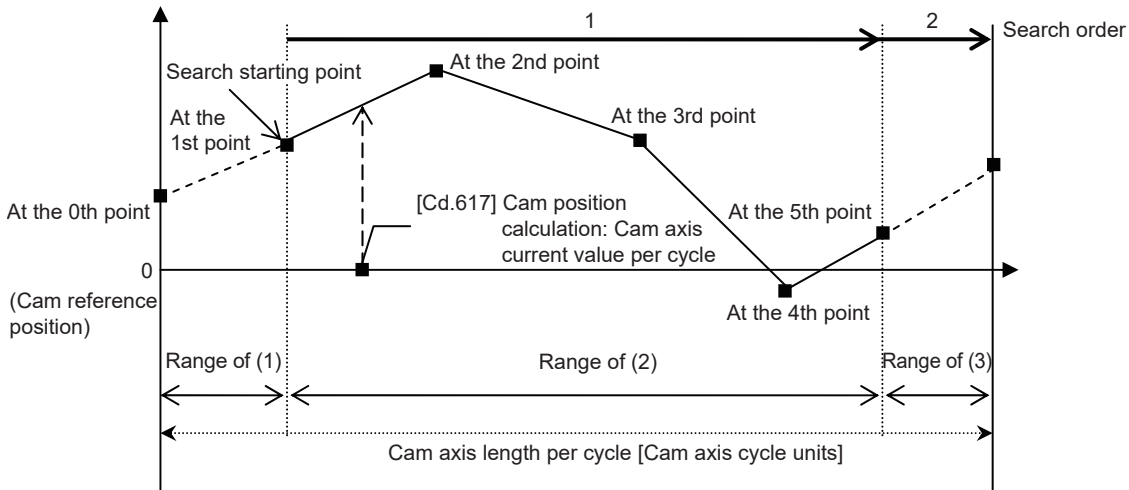 1
2
Search order
At the 2nd point
Search starting point
At the
1st point
At the 3rd point
At the 0th point
[Cd.617] Cam position
calculation: Cam axis
current value per cycle
At the 5th point
0
(Cam reference
position)
At the 4th point
Range of (1)
Range of (2)
Range of (3)
Cam axis length per cycle [Cam axis cycle units]